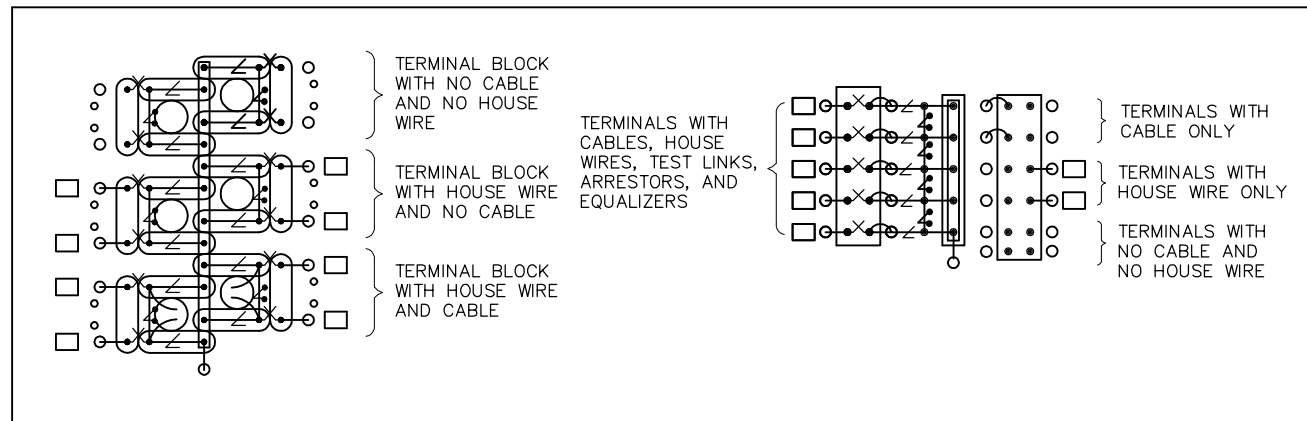 TERMINAL BLOCK
WITH NO CABLE
AND NO HOUSE
WIRE
TERMINAL BLOCK
WITH HOUSE WIRE
AND NO CABLE
TERMINAL BLOCK
WITH HOUSE WIRE
AND CABLE
TERMINALS WITH
CABLES, HOUSE
WIRES, TEST LINKS,
ARRESTORS, AND
EQUALIZERS
TERMINALS WITH
CABLE ONLY
TERMINALS WITH
HOUSE WIRE ONLY
TERMINALS WITH
NO CABLE AND
NO HOUSE WIRE